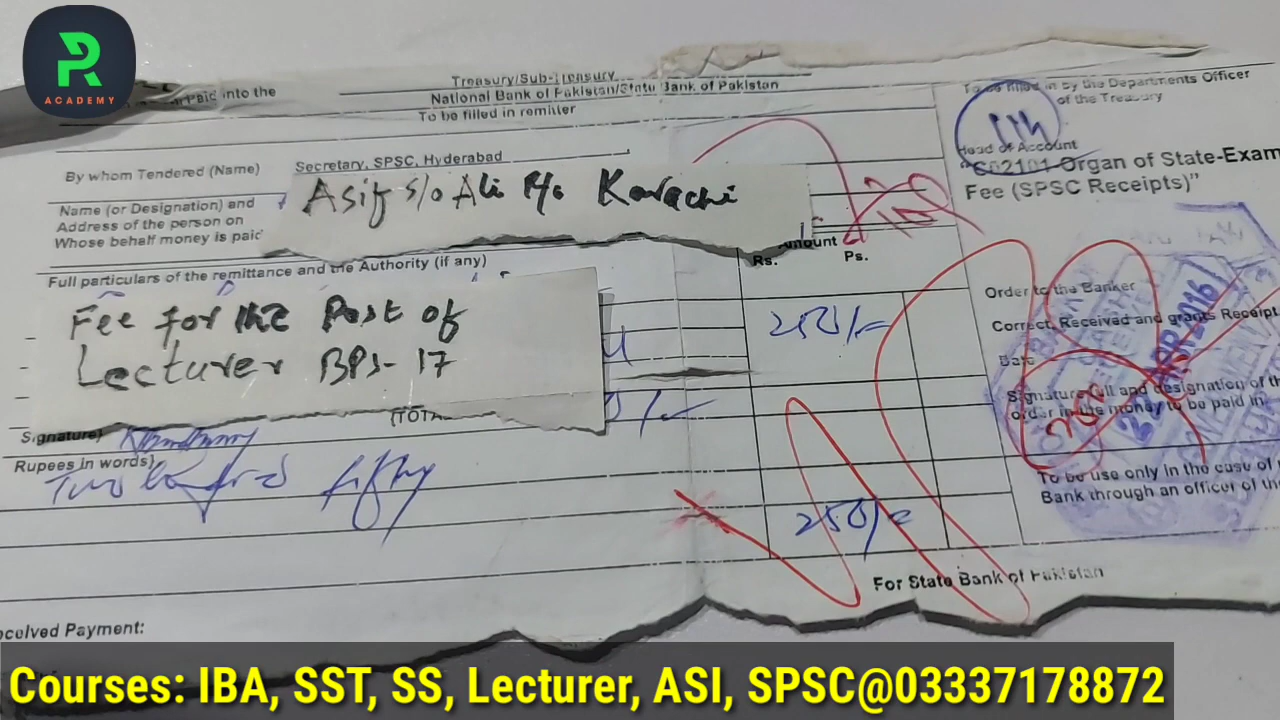 R
ACADEMY
Treasury/Sub-Treasury
Paid into the
National Bank of Pakistan/State Bank of Pakistan
To be filled in remitter
To be filled in by the Departments Officer
of the Treasury
By whom Tendered (Name)
Secretary, SPSC, Hyderabad
Head of Account
"C02101-Organ of State-Exam
Fee (SPSC Receipts)"
Name (or Designation) and
Address of the person on
Whose behalf money is paid
Asif s/o Ali R/o Karachi
Amount
Rs. Ps.
Full particulars of the remittance and the Authority (if any)
Fee for the Post of
Lecturer BPS-17
250/-
Order to the Banker
Correct, Received and grants Receipt
Date
22 APR 2016
Signature full and designation of th
order in the money to be paid in
(TOTA
Signature)
Rupees in words)
Two hundred fifty
250/-
To be use only in the case of
Bank through an officer of the
For State Bank of Pakistan
ceived Payment:
Courses: IBA, SST, SS, Lecturer, ASI, SPSC@03337178872